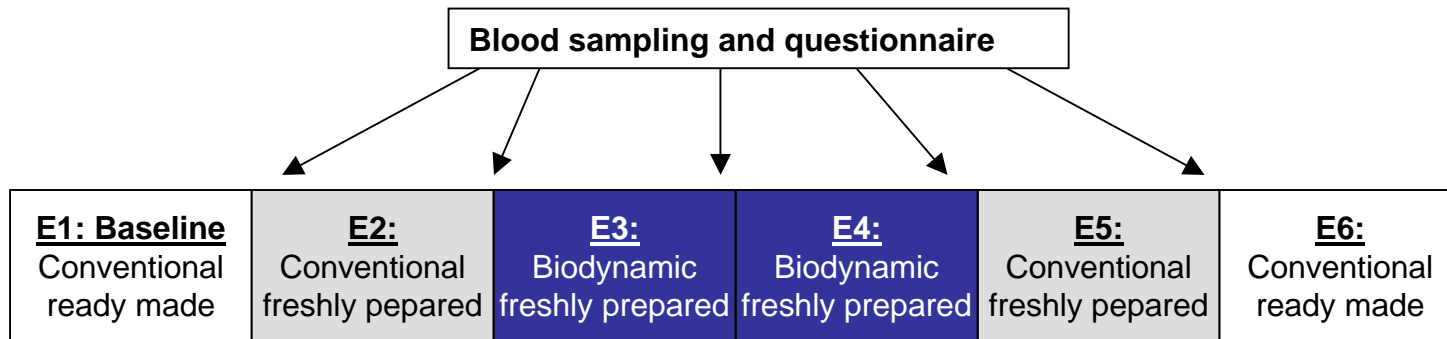 Blood sampling and questionnaire
E1: Baseline
Conventional
ready made
E2:
Conventional
freshly pepared
E3:
Biodynamic
freshly prepared
E4:
Biodynamic
freshly prepared
E5:
Conventional
freshly pepared
E6:
Conventional
ready made